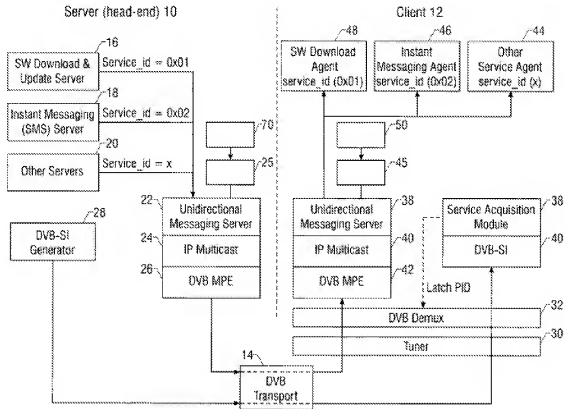 Server (head-end) 10
Client 12
16
SW Download &
Update Server
Service_id = 0x01
18
Instant Messaging
(SMS) Server
Service_id = 0x02
20
Other Servers
Service_id = x
70
25
22
Unidirectional
Messaging Server
24
IP Multicast
26
DVB MPE
28
DVB-SI
Generator
14
DVB
Transport
48
SW Download
Agent
service_id (0x01)
46
Instant
Messaging Agent
service_id (0x02)
44
Other
Service Agent
service_id (x)
50
45
Unidirectional
Messaging Server
38
IP Multicast
40
DVB MPE
42
Service Acquisition
Module
38
DVB-SI
40
Latch PID
32
DVB Demux
30
Tuner